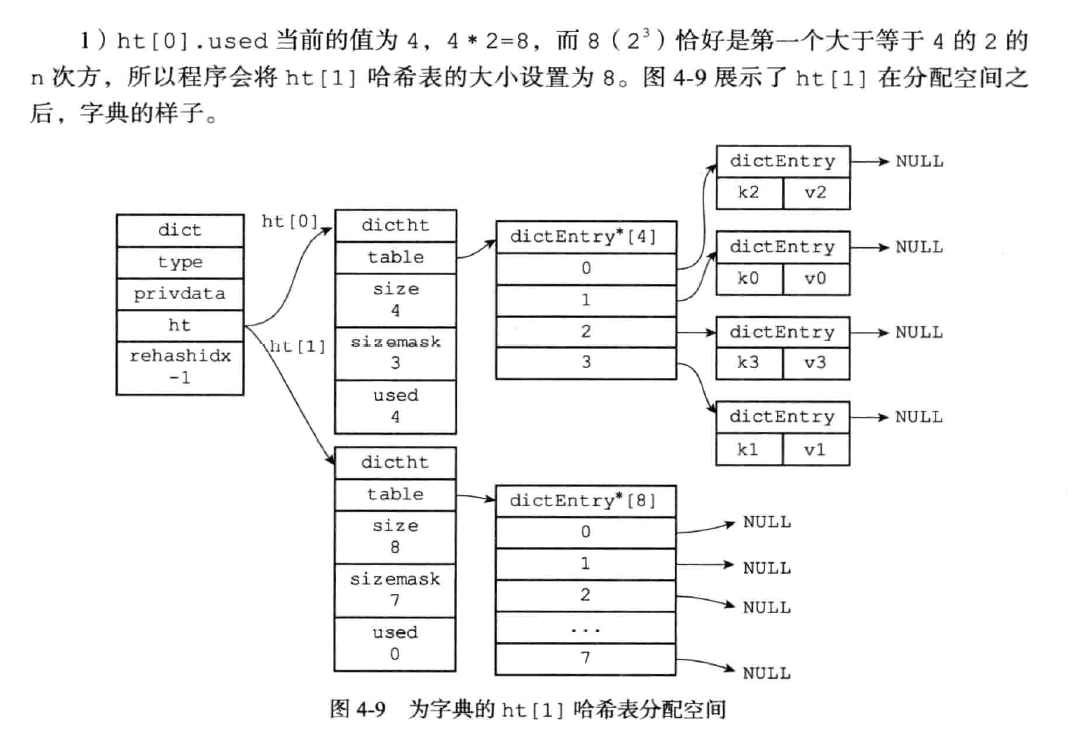 1）ht[0].used 当前的值为 4，4 * 2=8，而 8（2³）恰好是第一个大于等于 4 的 2 的
n 次方，所以程序会将 ht[1] 哈希表的大小设置为 8。图 4-9 展示了 ht[1] 在分配空间之
后，字典的样子。
dict
type
privdata
ht
rehashidx
-1
ht[0]
ht[1]
dictht
table
size
4
sizemask
3
used
4
dictEntry*[4]
0
1
2
3
dictEntry
k2 v2
NULL
dictEntry
k0 v0
NULL
dictEntry
k3 v3
NULL
dictEntry
k1 v1
NULL
dictht
table
size
8
sizemask
7
used
0
dictEntry*[8]
0
1
2
...
7
NULL
NULL
NULL
NULL
图 4-9 为字典的 ht[1] 哈希表分配空间